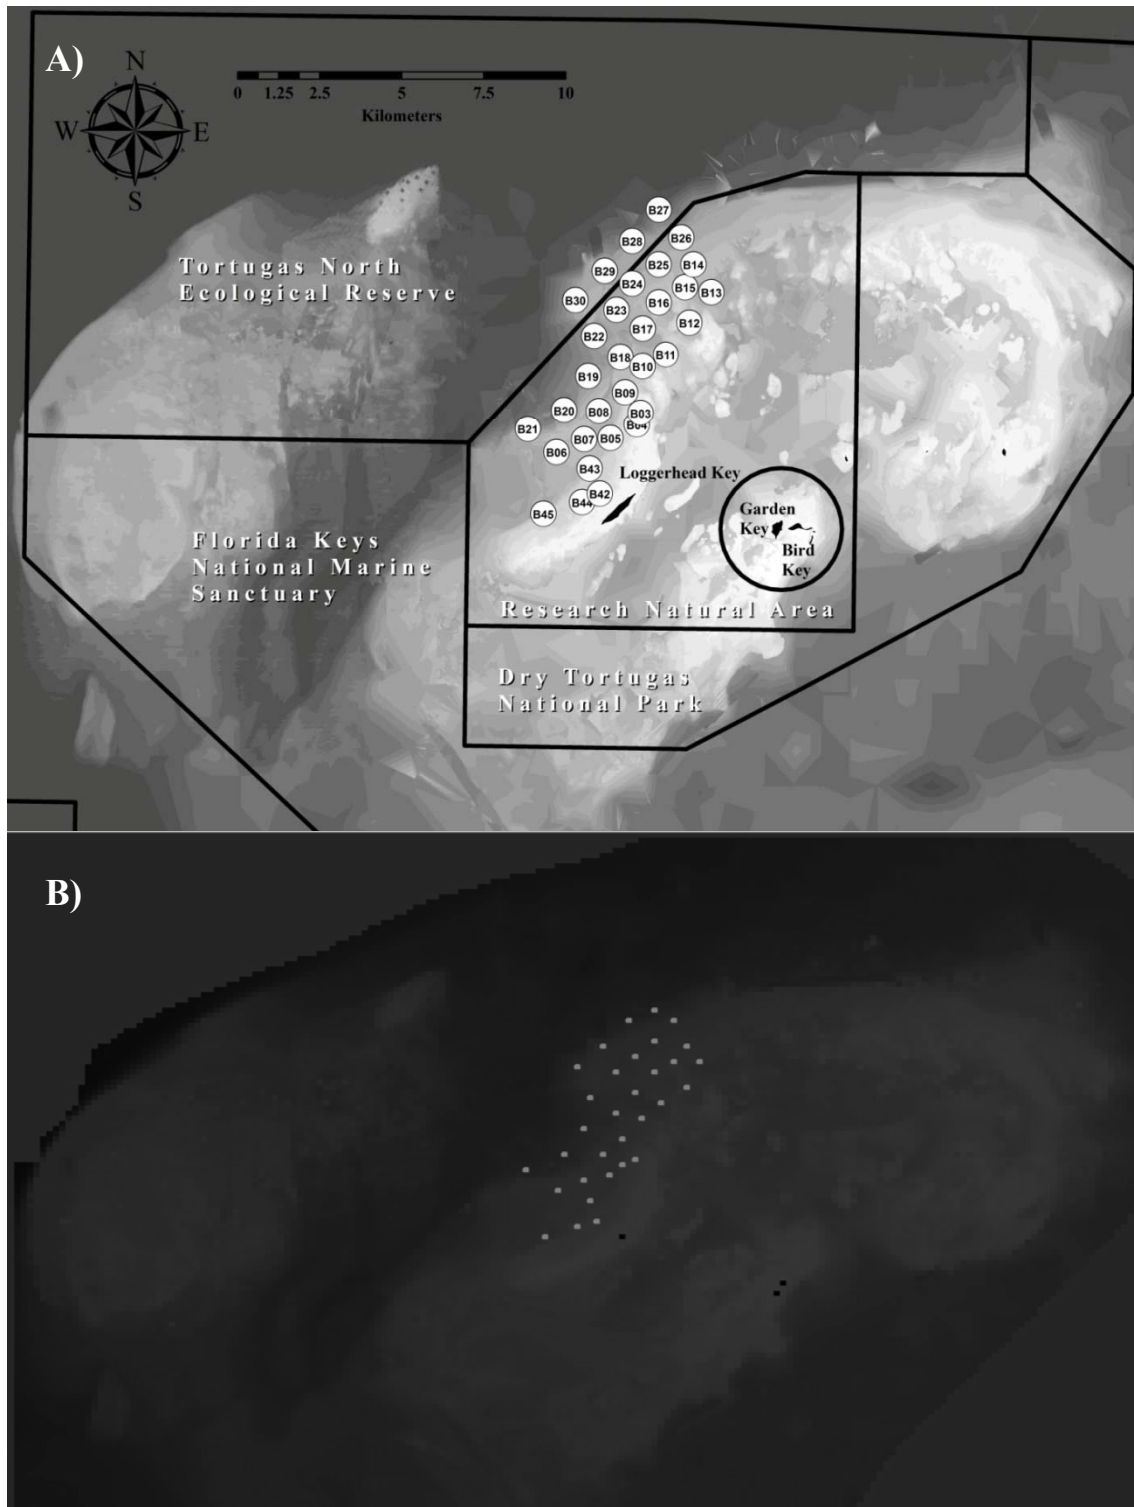 A)
N
W E
S
0 1.25 2.5 5 7.5 10
Kilometers
B27
B28
B26
B29
B25
B14
B24
B15
B13
B30
B23
B16
B12
B22
B17
B18
B11
B10
B19
B09
B20
B08
B03
B21
B04
B07
B05
B06
B43
B42
B44
B45
Tortugas North
Ecological Reserve
Loggerhead Key
Garden
Key
Bird
Key
Florida Keys
National Marine
Sanctuary
Research Natural Area
Dry Tortugas
National Park
B)